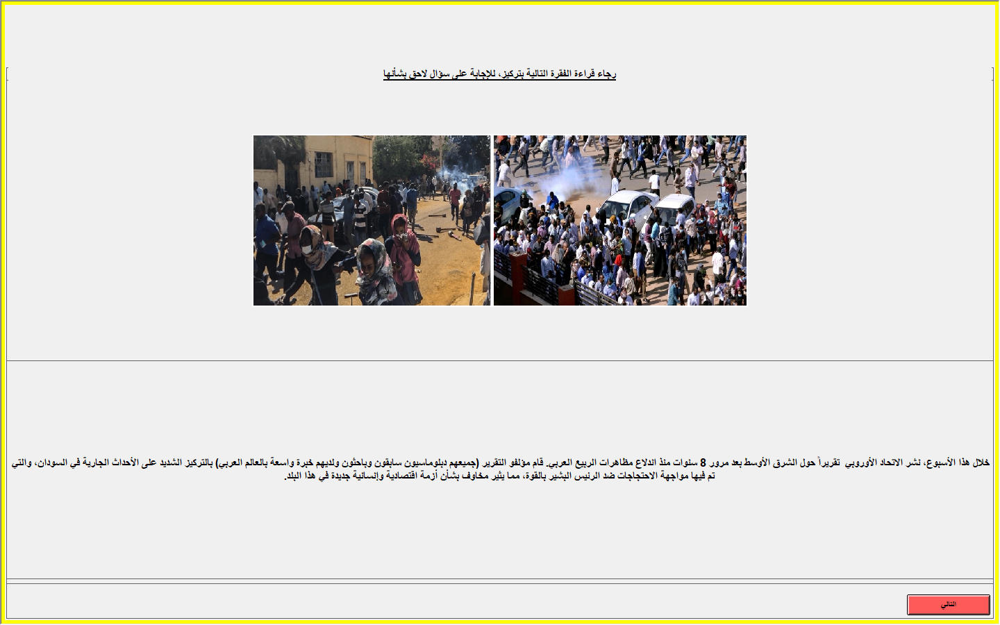 رجاء قراءة الفقرة التالية بتركيز، للإجابة على سؤال لاحق بشأنها
خلال هذا الأسبوع، نشر الاتحاد الأوروبي تقريراً حول الشرق الأوسط بعد مرور 8 سنوات منذ اندلاع مظاهرات الربيع العربي. قام مؤلفو التقرير (جميعهم دبلوماسيون سابقون وباحثون ولديهم خبرة واسعة بالعالم العربي) بالتركيز الشديد على الأحداث الجارية في السودان، والتي
تم فيها مواجهة الاحتجاجات ضد الرئيس البشير بالقوة، مما يثير مخاوف بشأن أزمة اقتصادية وإنسانية جديدة في هذا البلد.
التالي